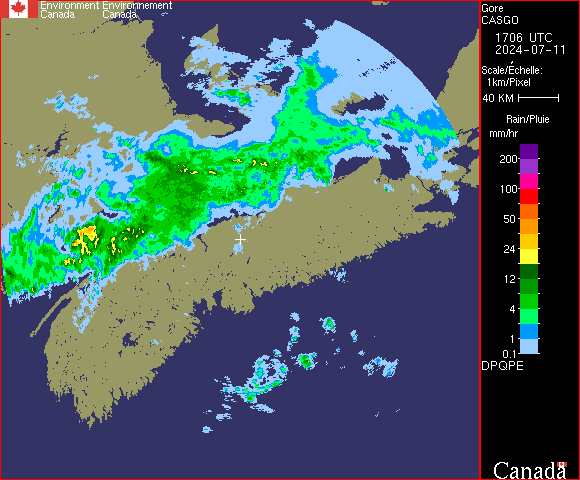 Environment Environnement
Canada Canada
Gore
CASGO
1706 UTC
2024-07-11
Scale/Échelle:
1km/Pixel
40 KM
Rain/Pluie
mm/hr
200
100
50
24
12
4
1
0.1
DPQPE
Canada